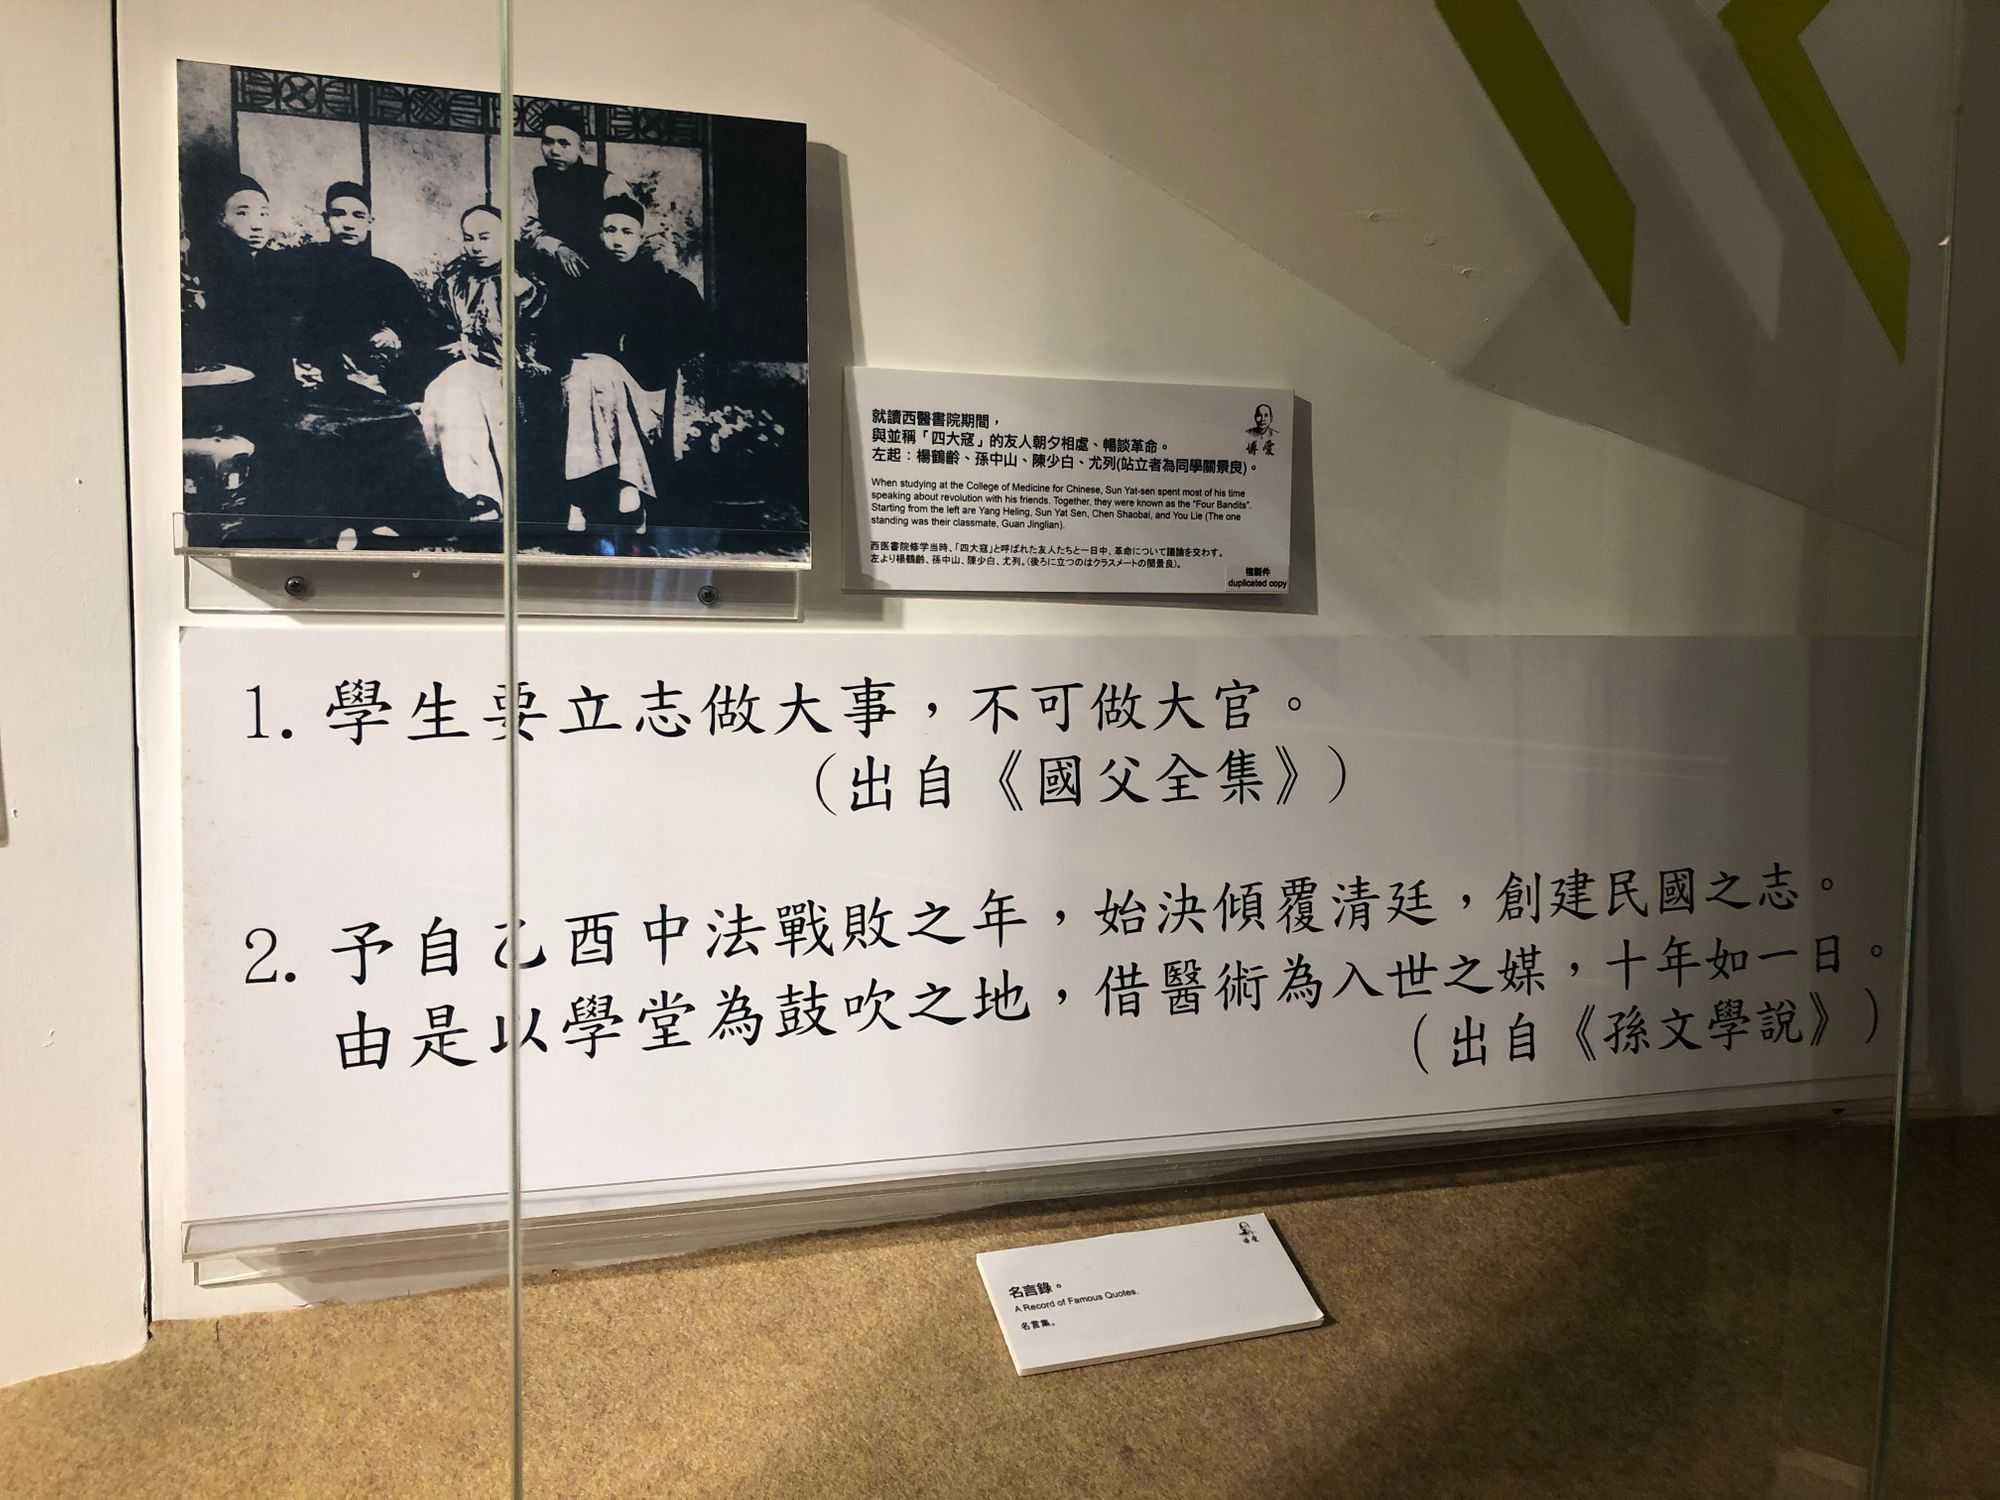 就讀西醫書院期間，
與並稱「四大寇」的友人朝夕相處、暢談革命。
左起：楊鶴齡、孫中山、陳少白、尤列(站立者為同學關景良)。
When studying at the College of Medicine for Chinese, Sun Yat-sen spent most of his time
speaking about revolution with his friends. Together, they were known as the "Four Bandits".
Starting from the left are Yang Heling, Sun Yat Sen, Chen Shaobai, and You Lie (The one
standing was their classmate, Guan Jinglian).
西医書院修学当時、「四大寇」と呼ばれた友人たちと一日中、革命について議論を交わす。
左より楊鶴齢、孫中山、陳少白、尤列。(後ろに立つのはクラスメートの関景良)。
博愛
複製件
duplicated copy
1. 學生要立志做大事，不可做大官。
（出自《國父全集》）
2. 予自乙酉中法戰敗之年，始決傾覆清廷，創建民國之志。
由是以學堂為鼓吹之地，借醫術為入世之媒，十年如一日。
（出自《孫文學說》）
博愛
名言錄。
A Record of Famous Quotes.
名言集。